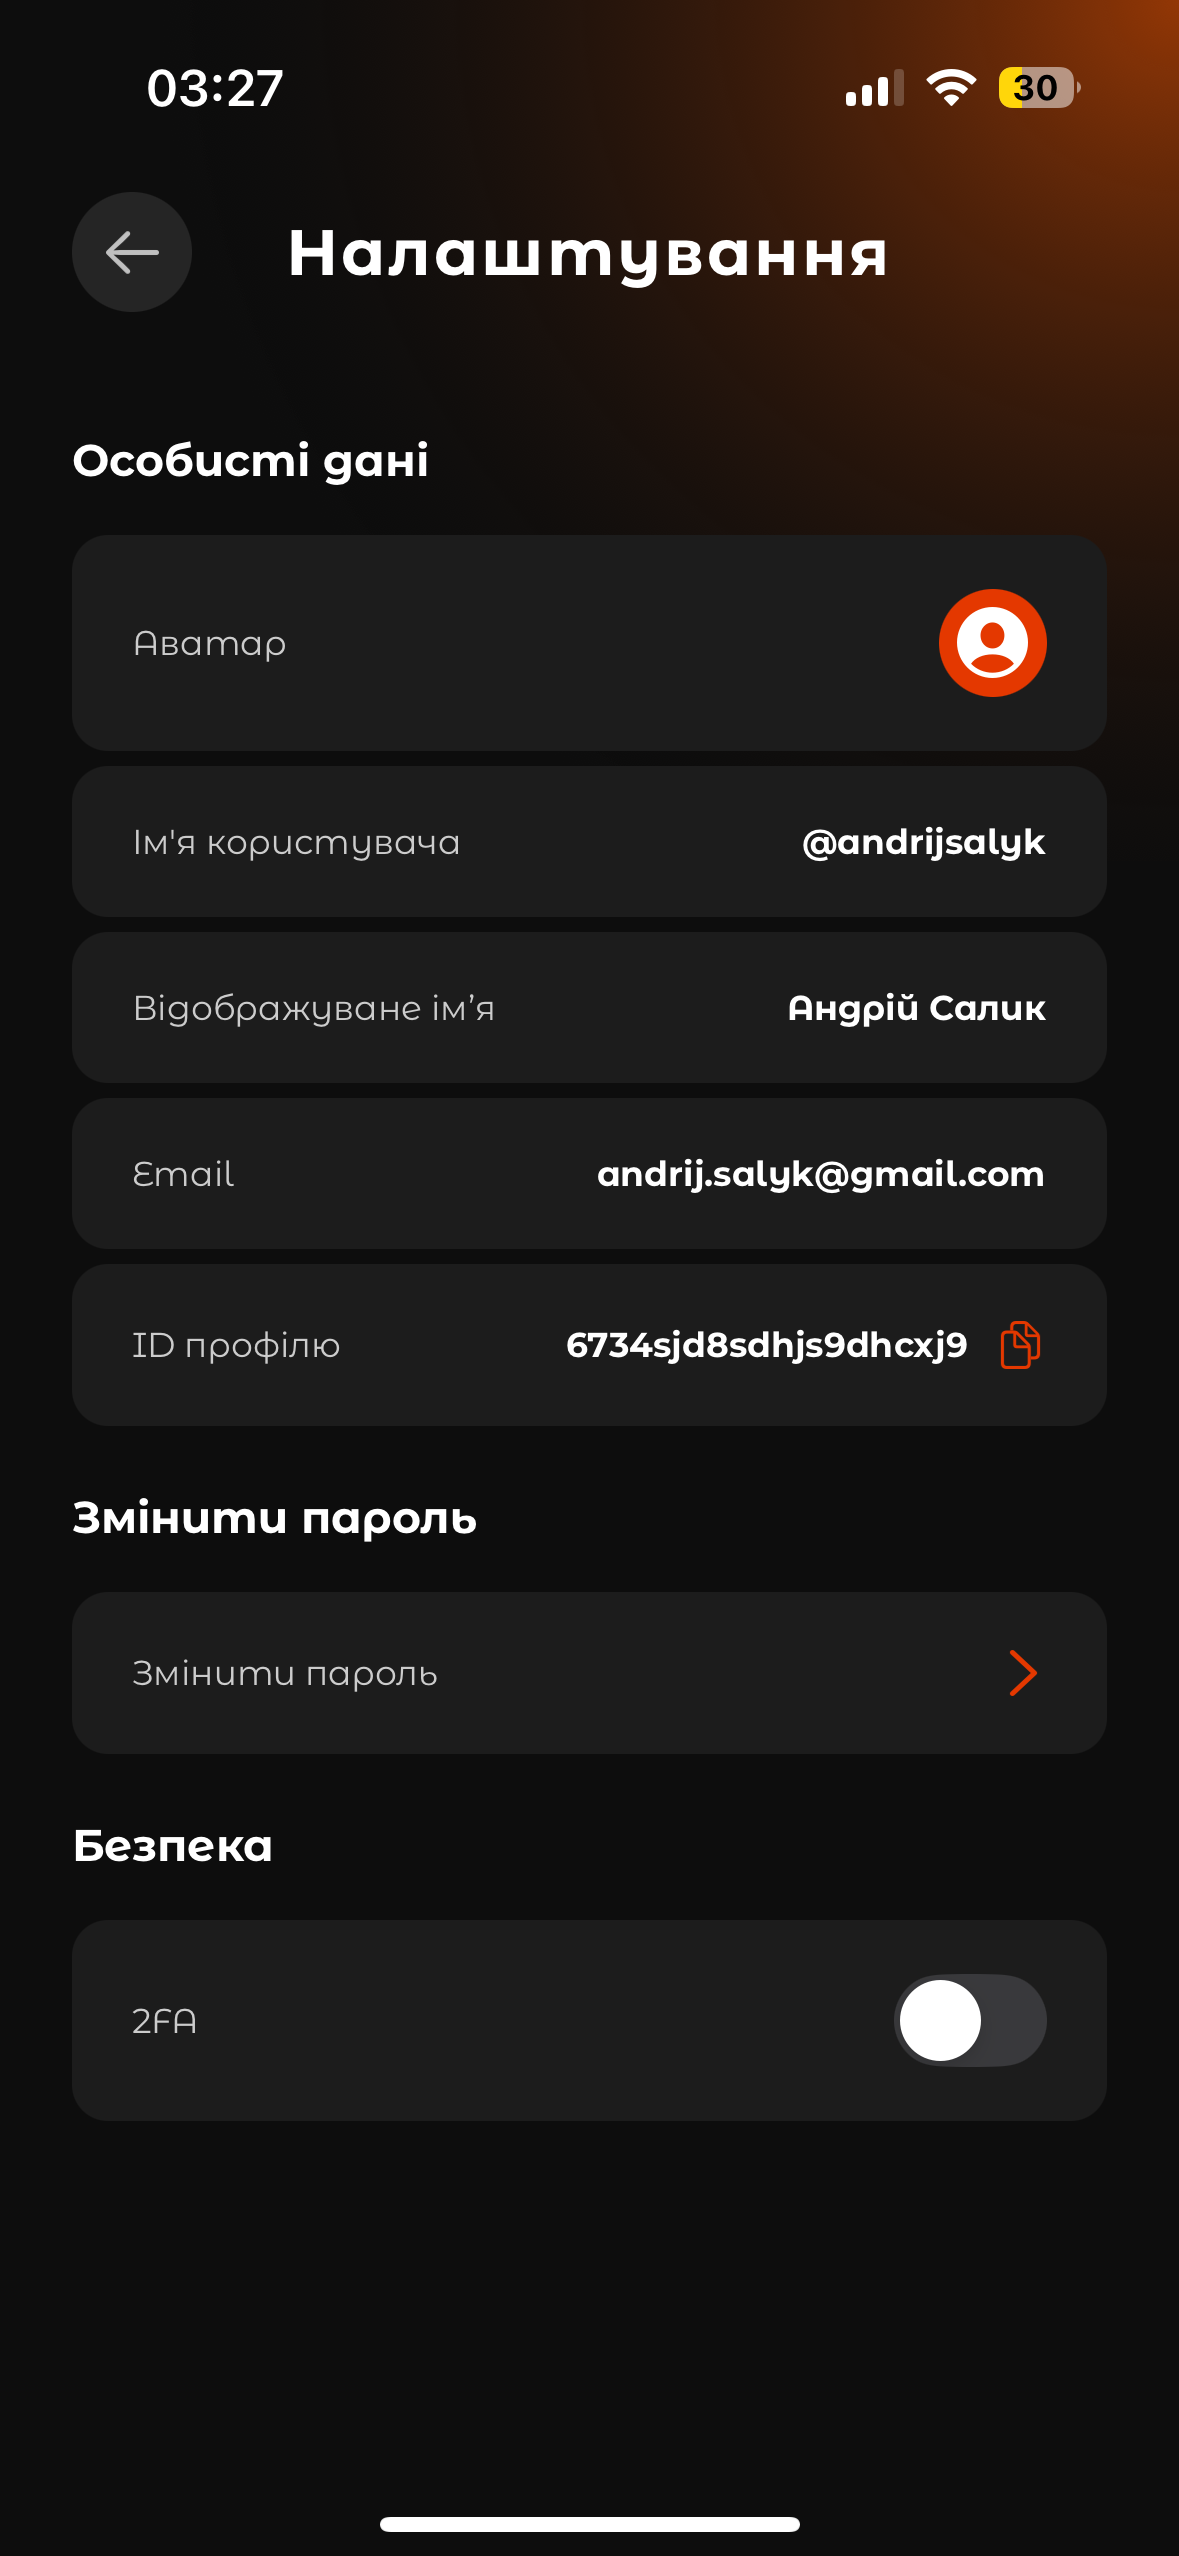 03:27
30
Налаштування
Особисті дані
Аватар
Ім'я користувача @andrijsalyk
Відображуване ім’я Андрій Салик
Email andrij.salyk@gmail.com
ID профілю 6734sjd8sdhjs9dhcxj9
Змінити пароль
Змінити пароль
Безпека
2FA